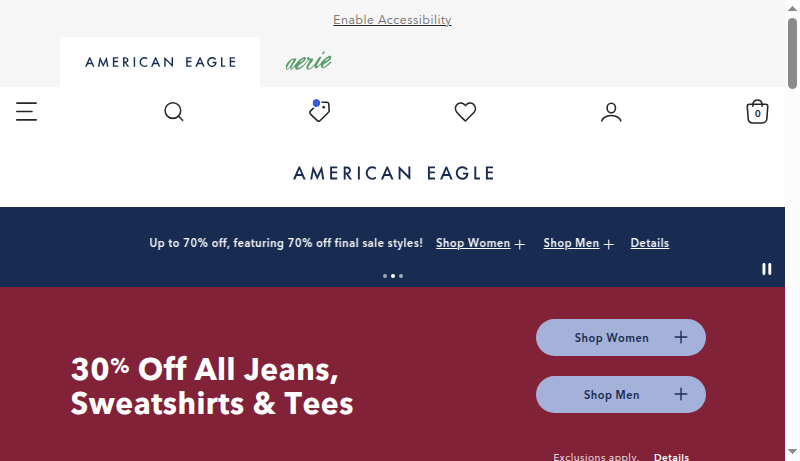 Enable Accessibility
AMERICAN EAGLE
aerie
0
AMERICAN EAGLE
Up to 70% off, featuring 70% off final sale styles! Shop Women Shop Men Details
30% Off All Jeans,
Sweatshirts & Tees
Shop Women
Shop Men
Exclusions apply. Details